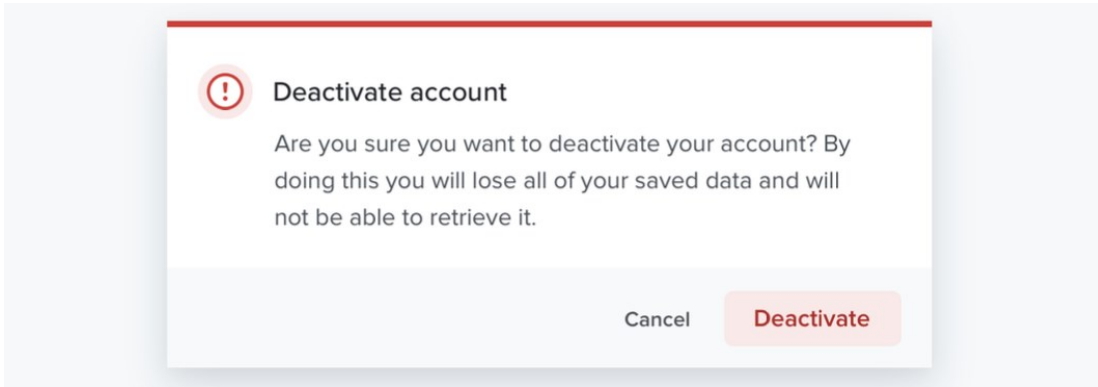 Deactivate account
Are you sure you want to deactivate your account? By
doing this you will lose all of your saved data and will
not be able to retrieve it.
Cancel Deactivate